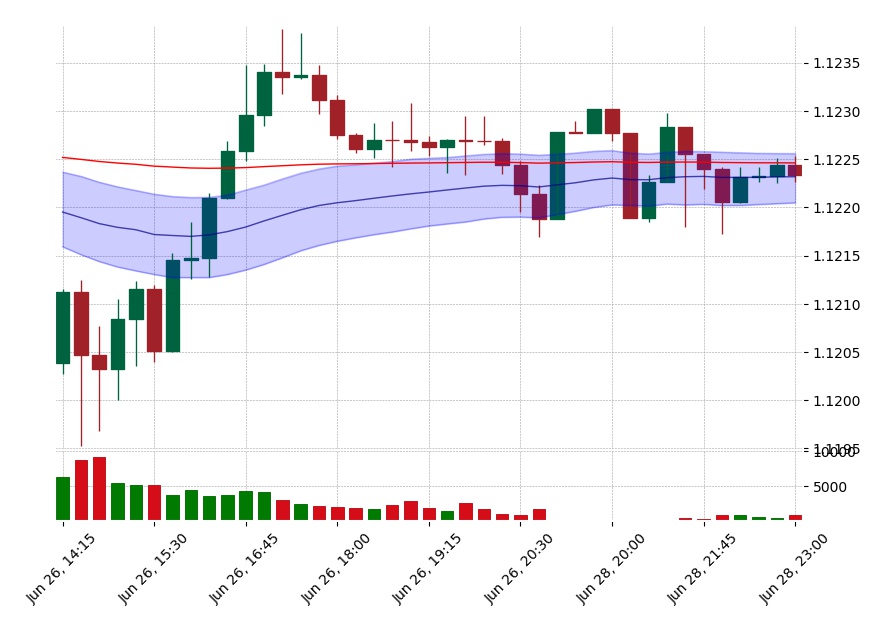 1.1235
1.1230
1.1225
1.1220
1.1215
1.1210
1.1205
1.1200
1.1195
10000
5000
Jun 26, 14:15
Jun 26, 15:30
Jun 26, 16:45
Jun 26, 18:00
Jun 26, 19:15
Jun 26, 20:30
Jun 28, 20:00
Jun 28, 21:45
Jun 28, 23:00